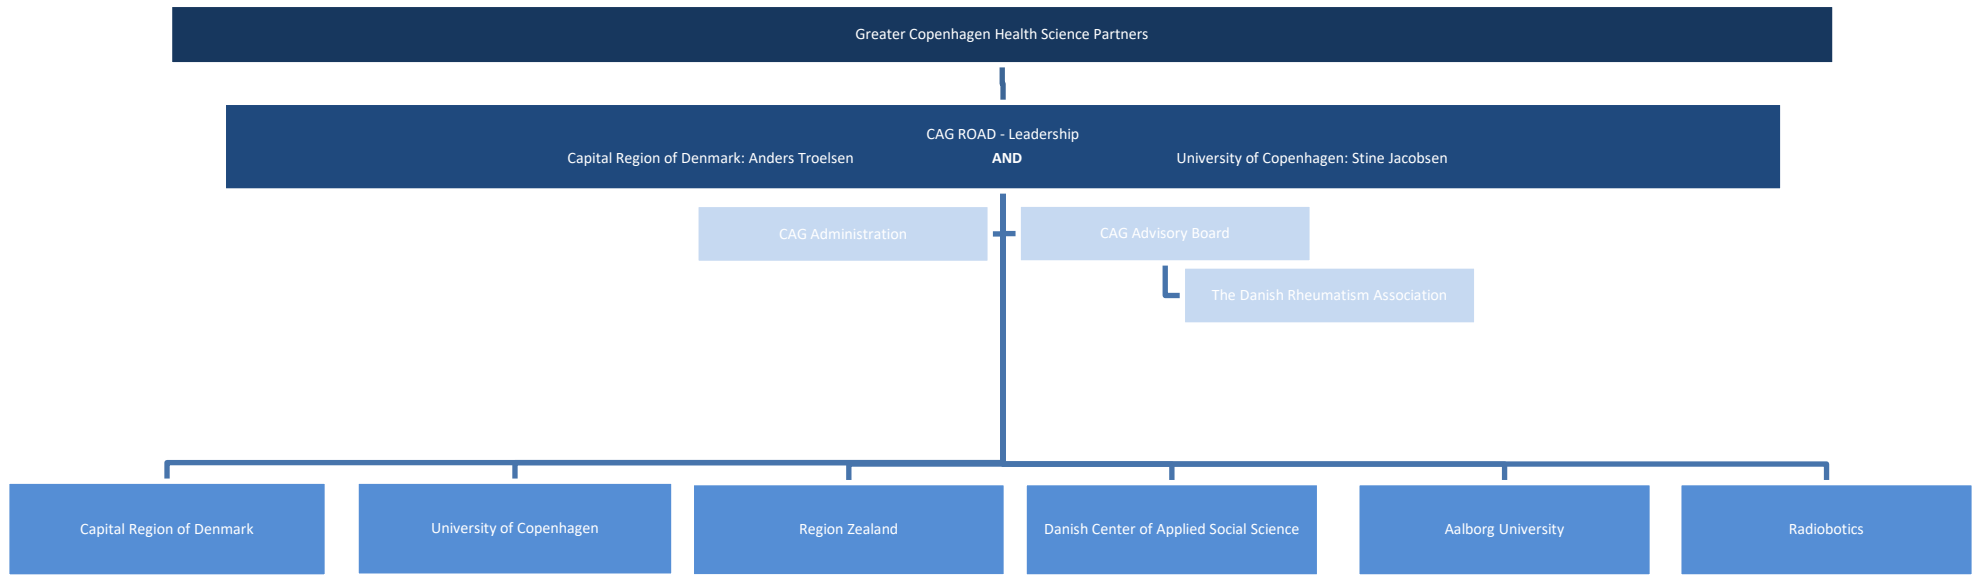 Greater Copenhagen Health Science Partners
CAG ROAD - Leadership
Capital Region of Denmark: Anders Troelsen AND University of Copenhagen: Stine Jacobsen
CAG Administration
CAG Advisory Board
The Danish Rheumatism Association
Capital Region of Denmark
University of Copenhagen
Region Zealand
Danish Center of Applied Social Science
Aalborg University
Radiobotics